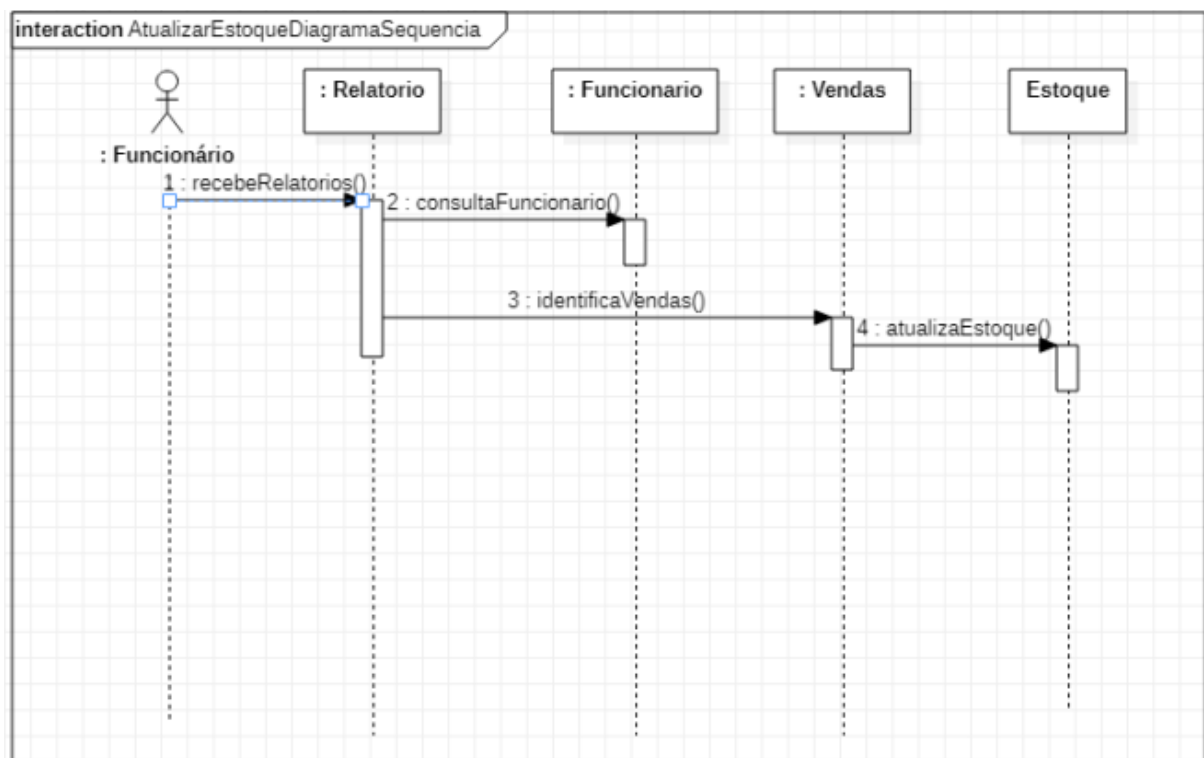 interaction AtualizarEstoqueDiagramaSequencia
: Relatorio
: Funcionario
: Vendas
Estoque
: Funcionário
1 : recebeRelatorios()
2 : consultaFuncionario()
3 : identificaVendas()
4 : atualizaEstoque()